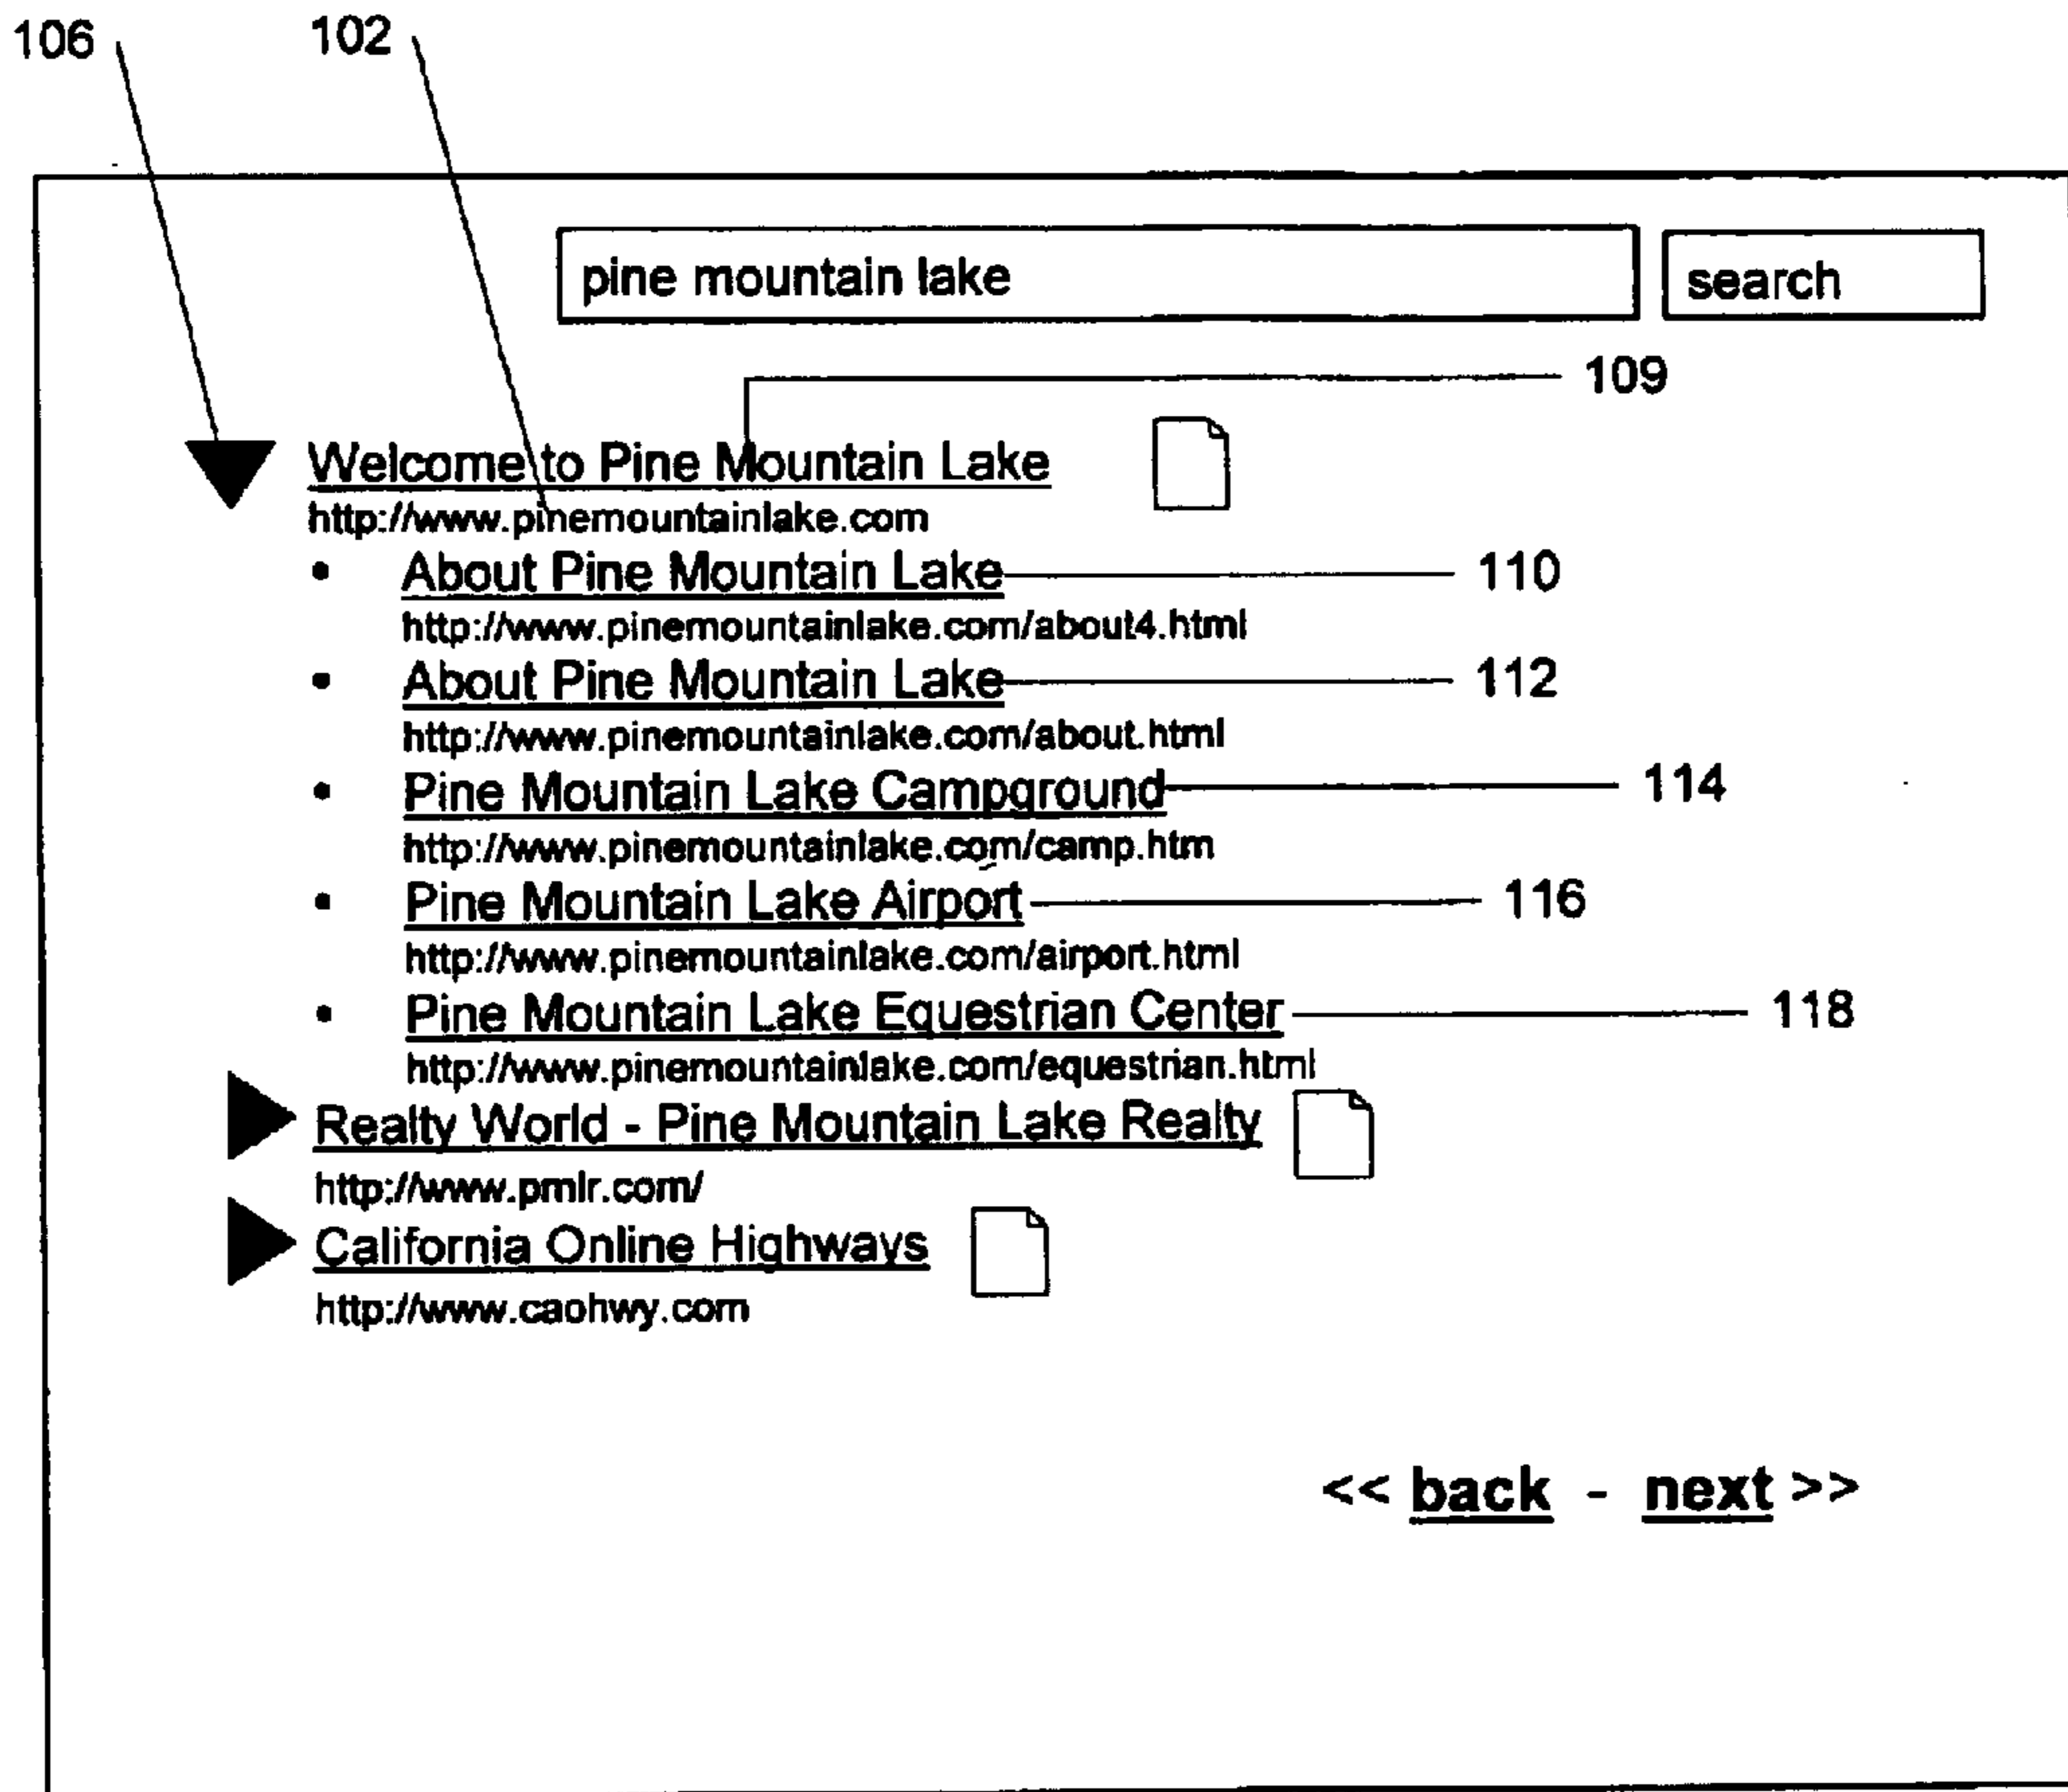 106 102
pine mountain lake search
109
Welcome to Pine Mountain Lake
http://www.pinemountainlake.com
• About Pine Mountain Lake 110
http://www.pinemountainlake.com/about4.html
• About Pine Mountain Lake 112
http://www.pinemountainlake.com/about.html
• Pine Mountain Lake Campground 114
http://www.pinemountainlake.com/camp.htm
• Pine Mountain Lake Airport 116
http://www.pinemountainlake.com/airport.html
• Pine Mountain Lake Equestrian Center 118
http://www.pinemountainlake.com/equestrian.html
Realty World - Pine Mountain Lake Realty
http://www.pmlr.com/
California Online Highways
http://www.caohwy.com
<< back - next >>